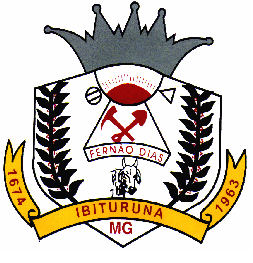 FERNÃO DIAS
1674
IBITURUNA
1963
MG